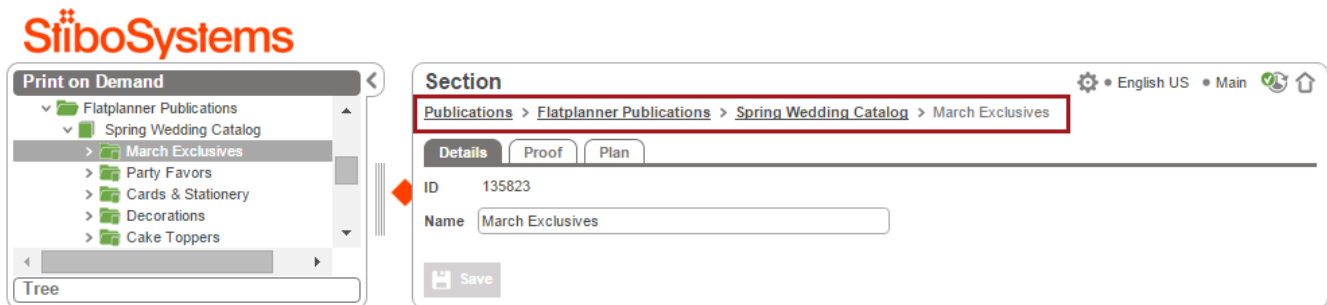 StiboSystems
Print on Demand
Flatplanner Publications
Spring Wedding Catalog
March Exclusives
Party Favors
Cards & Stationery
Decorations
Cake Toppers
Tree
Section
English US • Main
Publications > Flatplanner Publications > Spring Wedding Catalog > March Exclusives
Details Proof Plan
ID 135823
Name March Exclusives
Save